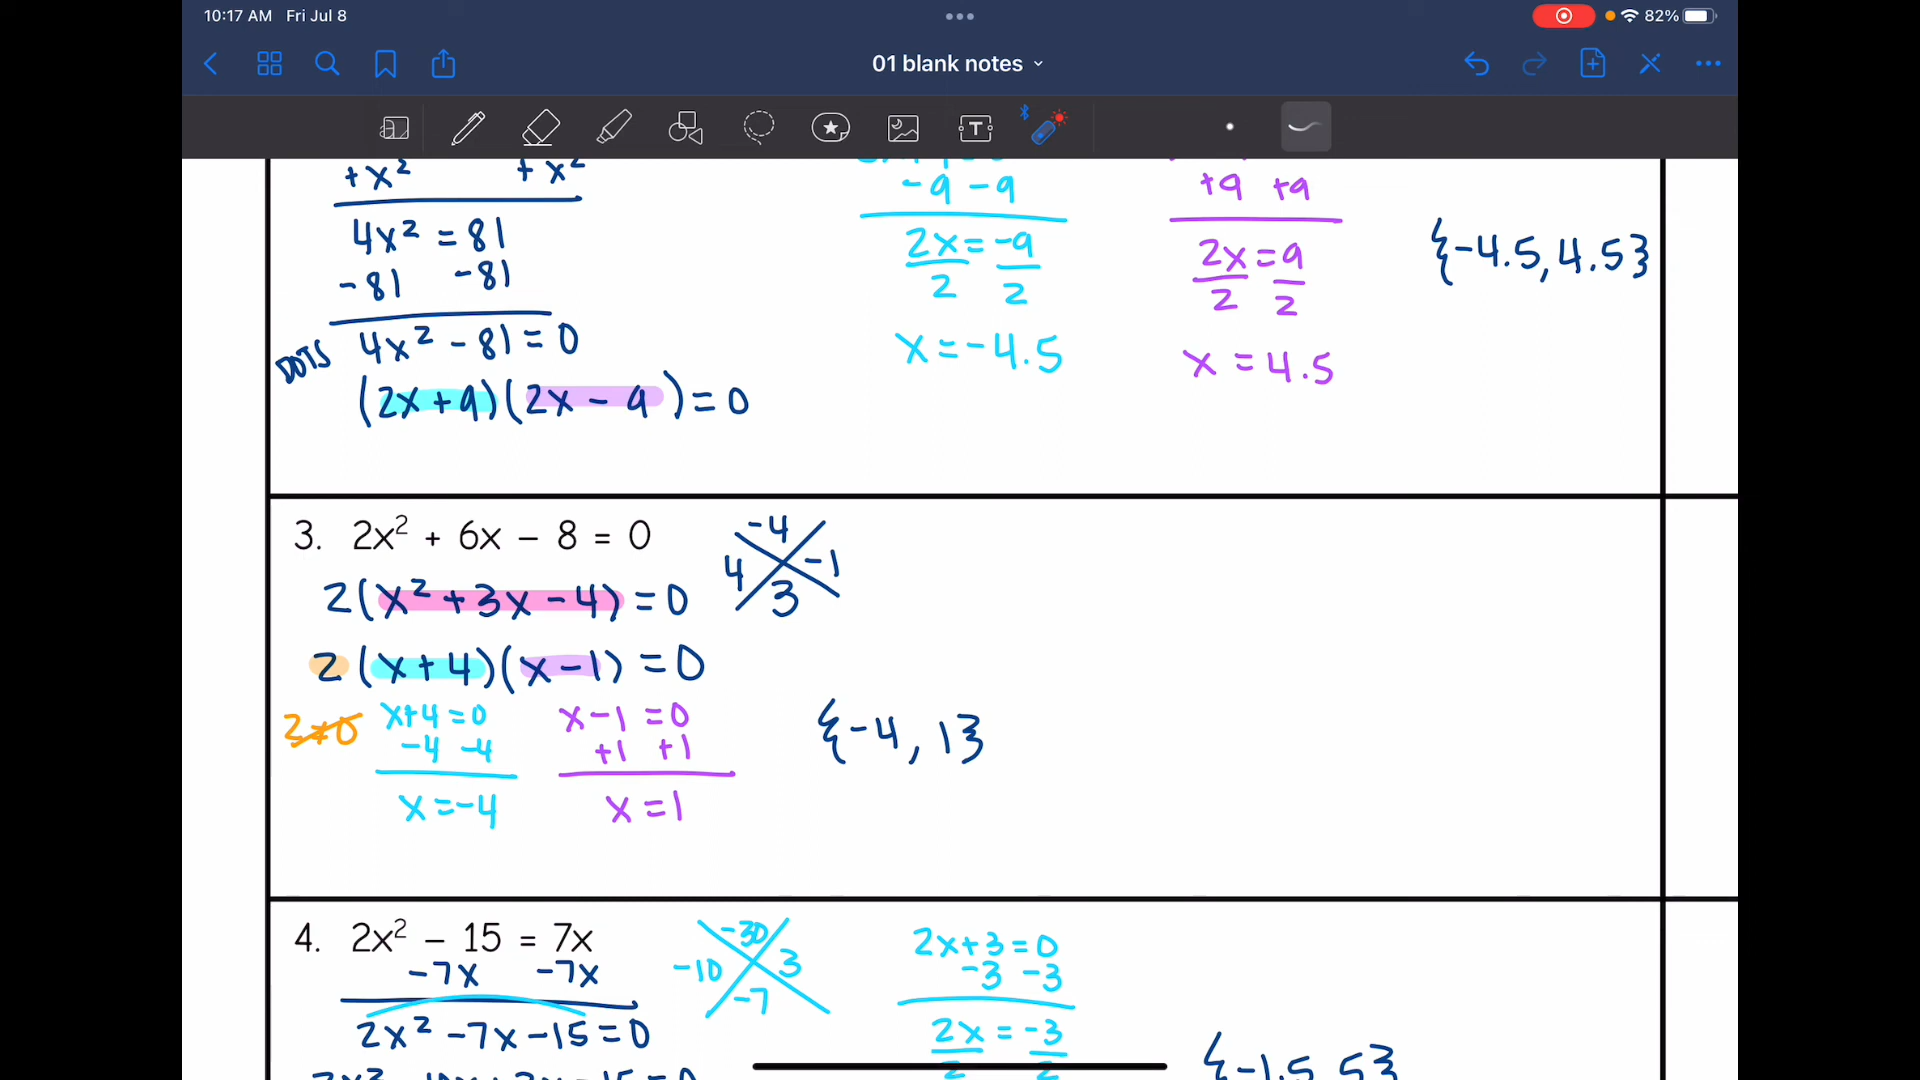 10:17 AM Fri Jul 8
82%
01 blank notes
+x² +x²
4x² = 81
-81 -81
4x² - 81 = 0
DOTS
(2x+9)(2x-9)=0
-9 -9
2x = -9
2 2
x = -4.5
+9 +9
2x = 9
2 2
x = 4.5
{-4.5, 4.5}
3. 2x² + 6x - 8 = 0
-4
4 -1
3
2(x²+3x-4)=0
2(x+4)(x-1)=0
2≠0
x+4=0
-4 -4
x=-4
x-1=0
+1 +1
x=1
{-4, 1}
4. 2x² - 15 = 7x
-7x -7x
2x² -7x -15 = 0
-30
-10 3
-7
2x+3=0
-3 -3
2x = -3
2 2
{-1.5, 5}